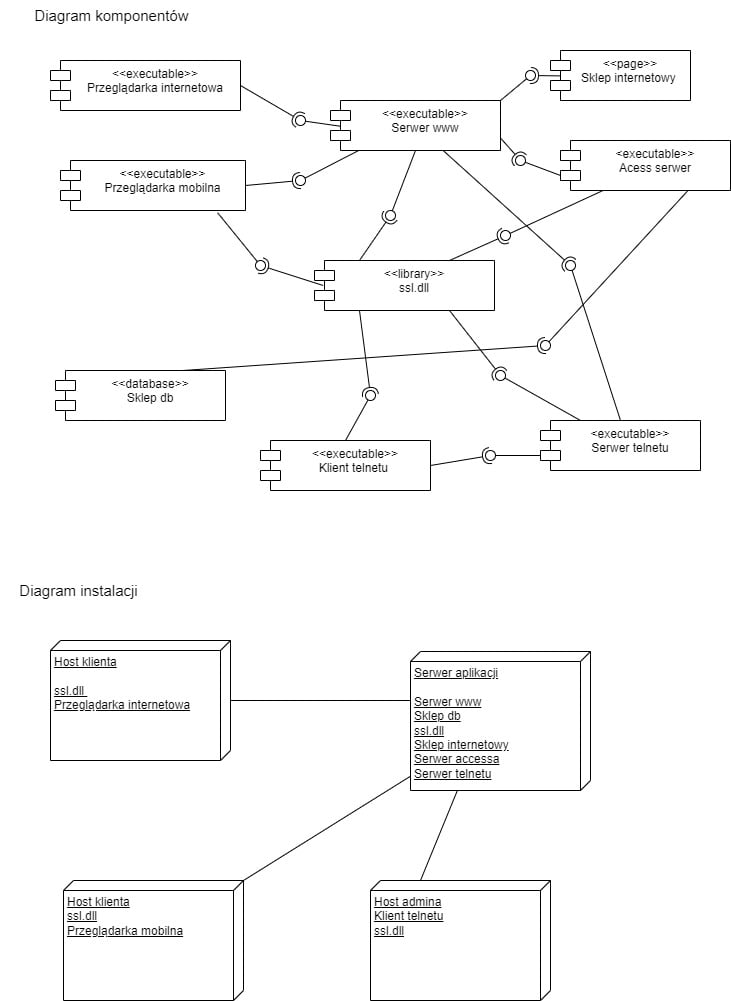 Diagram komponentów
<<executable>>
Przeglądarka internetowa
<<page>>
Sklep internetowy
<<executable>>
Serwer www
<executable>>
Acess serwer
<<executable>>
Przeglądarka mobilna
<<library>>
ssl.dll
<<database>>
Sklep db
<<executable>>
Klient telnetu
<executable>>
Serwer telnetu
Diagram instalacji
Host klienta
ssl.dll
Przeglądarka internetowa
Serwer aplikacji
Serwer www
Sklep db
ssl.dll
Sklep internetowy
Serwer accessa
Serwer telnetu
Host klienta
ssl.dll
Przeglądarka mobilna
Host admina
Klient telnetu
ssl.dll